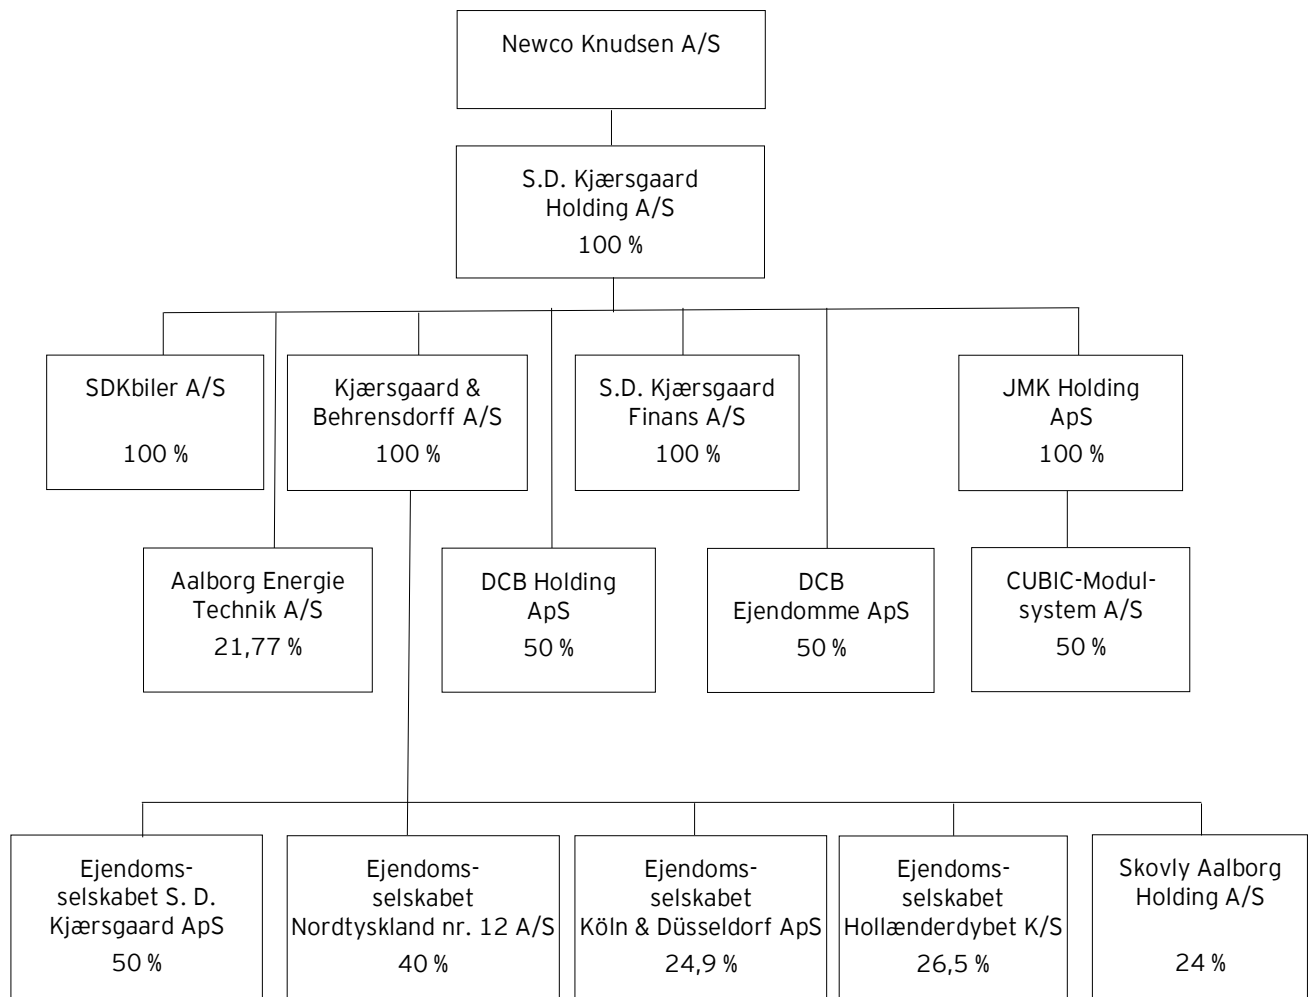 Newco Knudsen A/S
S.D. Kjærsgaard
Holding A/S
100 %
SDKbiler A/S
100 %
Kjærsgaard &
Behrensdorff A/S
100 %
S.D. Kjærsgaard
Finans A/S
100 %
JMK Holding
ApS
100 %
Aalborg Energie
Technik A/S
21,77 %
DCB Holding
ApS
50 %
DCB
Ejendomme ApS
50 %
CUBIC-Modul-
system A/S
50 %
Ejendoms-
selskabet S. D.
Kjærsgaard ApS
50 %
Ejendoms-
selskabet
Nordtyskland nr. 12 A/S
40 %
Ejendoms-
selskabet
Köln & Düsseldorf ApS
24,9 %
Ejendoms-
selskabet
Hollænderdybet K/S
26,5 %
Skovly Aalborg
Holding A/S
24 %